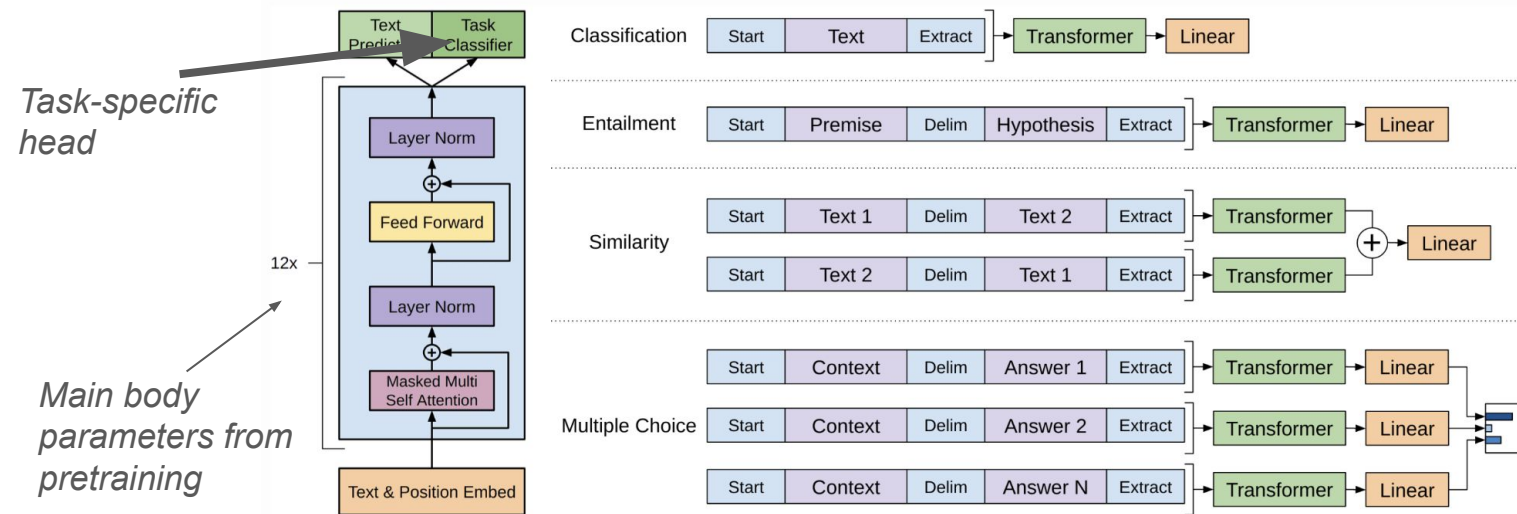 Text
Predict
Task
Classifier
Task-specific
head
Layer Norm
+
Feed Forward
12x
Layer Norm
+
Masked Multi
Self Attention
Main body
parameters from
pretraining
Text & Position Embed
Classification Start Text Extract Transformer Linear
Entailment Start Premise Delim Hypothesis Extract Transformer Linear
Similarity
Start Text 1 Delim Text 2 Extract Transformer
+ Linear
Start Text 2 Delim Text 1 Extract Transformer
Multiple Choice
Start Context Delim Answer 1 Extract Transformer Linear
Start Context Delim Answer 2 Extract Transformer Linear
Start Context Delim Answer N Extract Transformer Linear